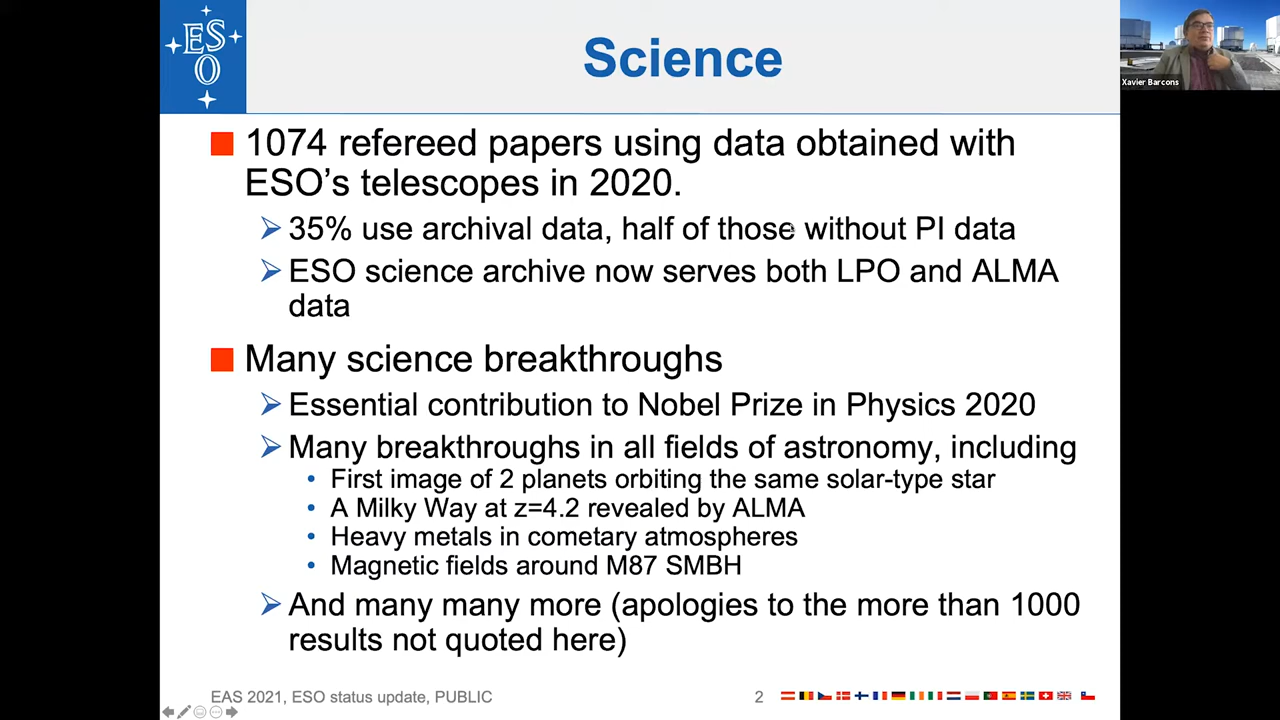 ESO
Science
Xavier Barcons
1074 refereed papers using data obtained with
ESO’s telescopes in 2020.
35% use archival data, half of those without PI data
ESO science archive now serves both LPO and ALMA
data
Many science breakthroughs
Essential contribution to Nobel Prize in Physics 2020
Many breakthroughs in all fields of astronomy, including
First image of 2 planets orbiting the same solar-type star
A Milky Way at z=4.2 revealed by ALMA
Heavy metals in cometary atmospheres
Magnetic fields around M87 SMBH
And many many more (apologies to the more than 1000
results not quoted here)
EAS 2021, ESO status update, PUBLIC
2